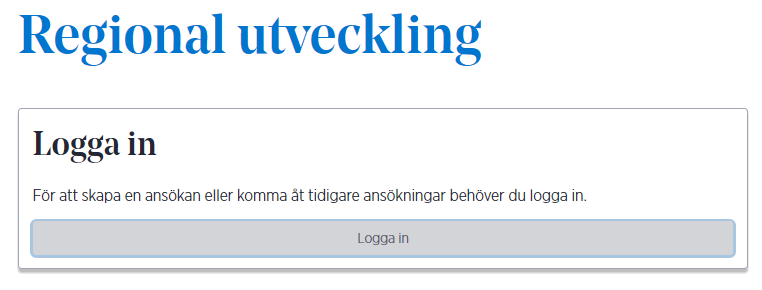 Regional utveckling
Logga in
För att skapa en ansökan eller komma åt tidigare ansökningar behöver du logga in.
Logga in